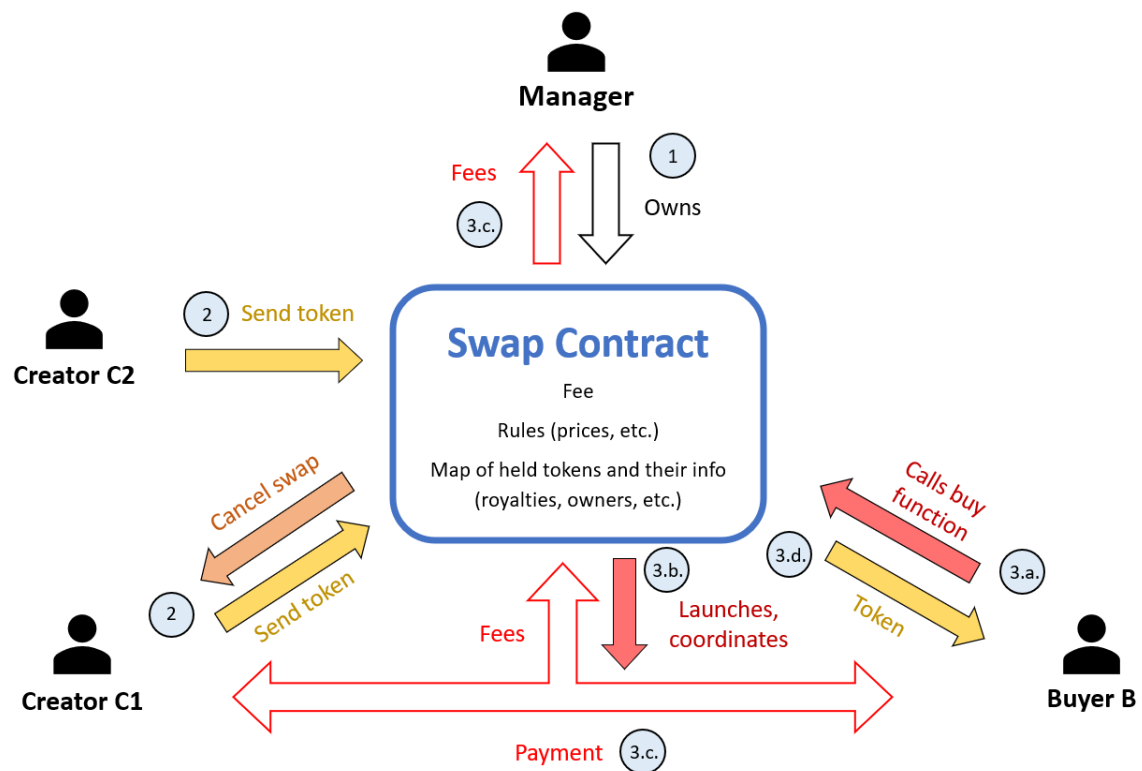 Manager
Fees
1
3.c.
Owns
2
Send token
Creator C2
Swap Contract
Fee
Rules (prices, etc.)
Map of held tokens and their info
(royalties, owners, etc.)
Cancel swap
Send token
2
Creator C1
Calls buy
function
3.a.
3.d.
Token
Buyer B
3.b.
Launches,
coordinates
Fees
Payment
3.c.